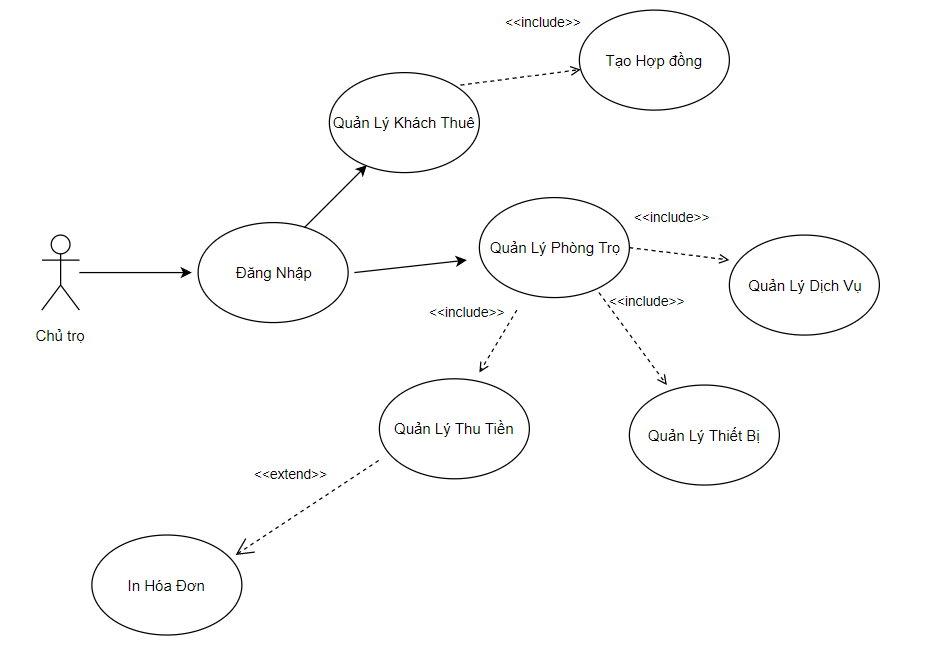 <<include>>
Tạo Hợp đồng
Quản Lý Khách Thuê
<<include>>
Quản Lý Phòng Trọ
Đăng Nhập
Quản Lý Dịch Vụ
<<include>>
<<include>>
Chủ trọ
Quản Lý Thu Tiền
Quản Lý Thiết Bị
<<extend>>
In Hóa Đơn